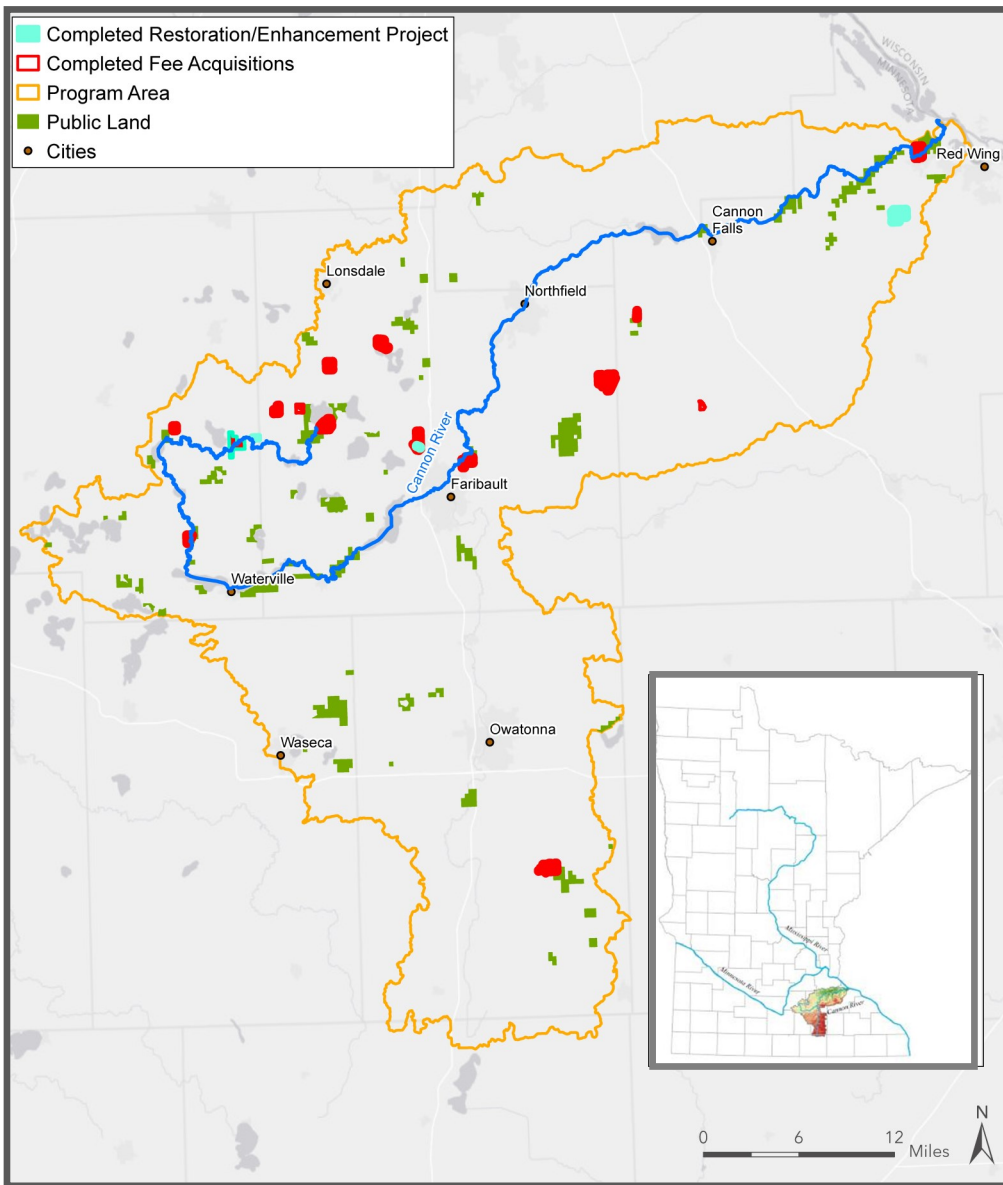 Completed Restoration/Enhancement Project
Completed Fee Acquisitions
Program Area
Public Land
Cities
WISCONSIN
MINNESOTA
Red Wing
Cannon
Falls
Lonsdale
Northfield
Cannon River
Faribault
Waterville
Owatonna
Waseca
Mississippi River
Minnesota River
Cannon River
N
0 6 12 Miles